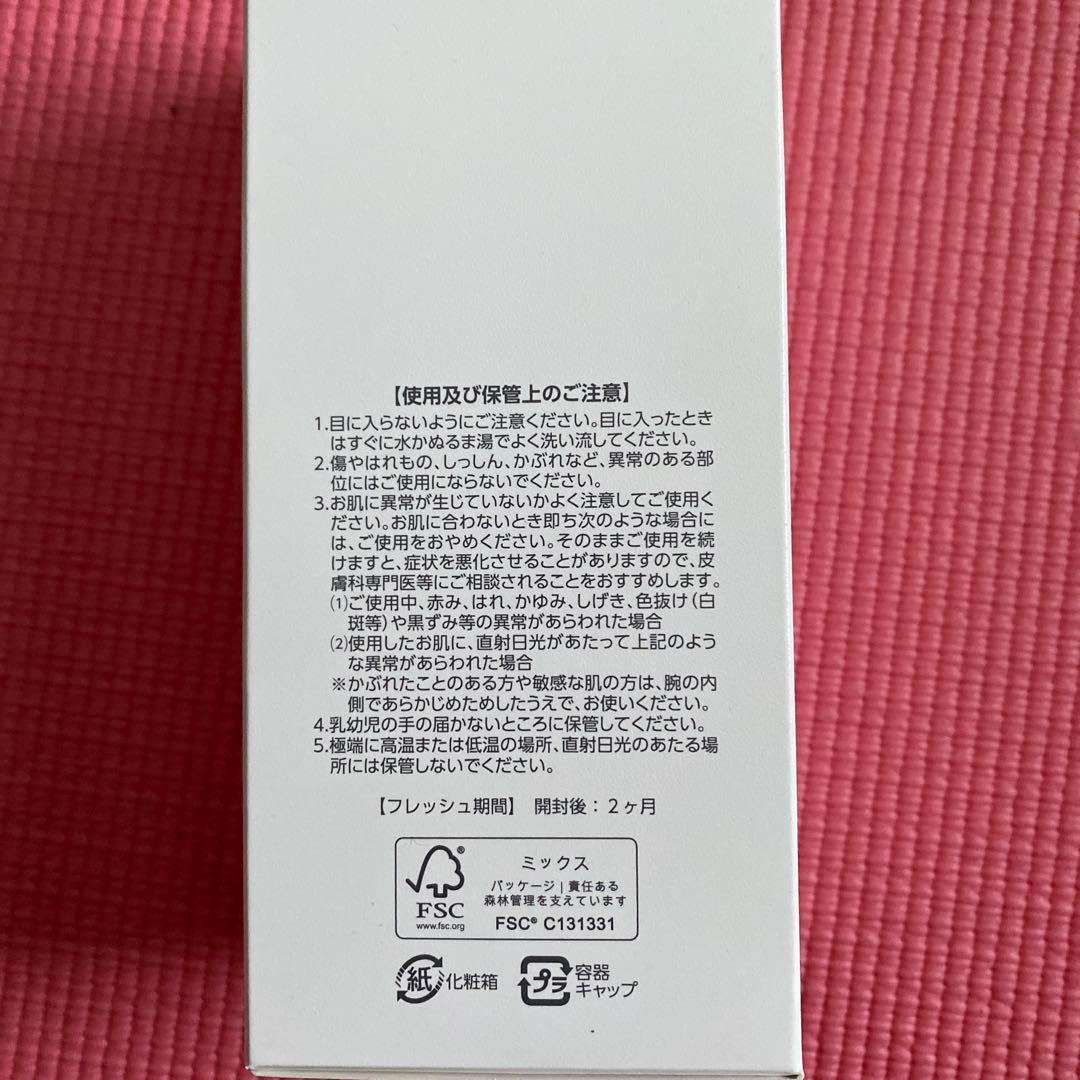 【使用及び保管上のご注意】
1.目に入らないようにご注意ください。目に入ったとき
はすぐに水かぬるま湯でよく洗い流してください。
2.傷やはれもの、しっしん、かぶれなど、異常のある部
位にはご使用にならないでください。
3.お肌に異常が生じていないかよく注意してご使用く
ださい。お肌に合わないとき即ち次のような場合に
は、ご使用をおやめください。そのままご使用を続
けますと、症状を悪化させることがありますので、皮
膚科専門医等にご相談されることをおすすめします。
⑴ご使用中、赤み、はれ、かゆみ、しげき、色抜け(白
斑等)や黒ずみ等の異常があらわれた場合
⑵使用したお肌に、直射日光があたって上記のよう
な異常があらわれた場合
※かぶれたことのある方や敏感な肌の方は、腕の内
側であらかじめためしたうえで、お使いください。
4.乳幼児の手の届かないところに保管してください。
5.極端に高温または低温の場所、直射日光のあたる場
所には保管しないでください。
【フレッシュ期間】 開封後：2ヶ月
®
FSC
www.fsc.org
ミックス
パッケージ|責任ある
森林管理を支えています
FSC® C131331
紙 化粧箱
プラ 容器
キャップ